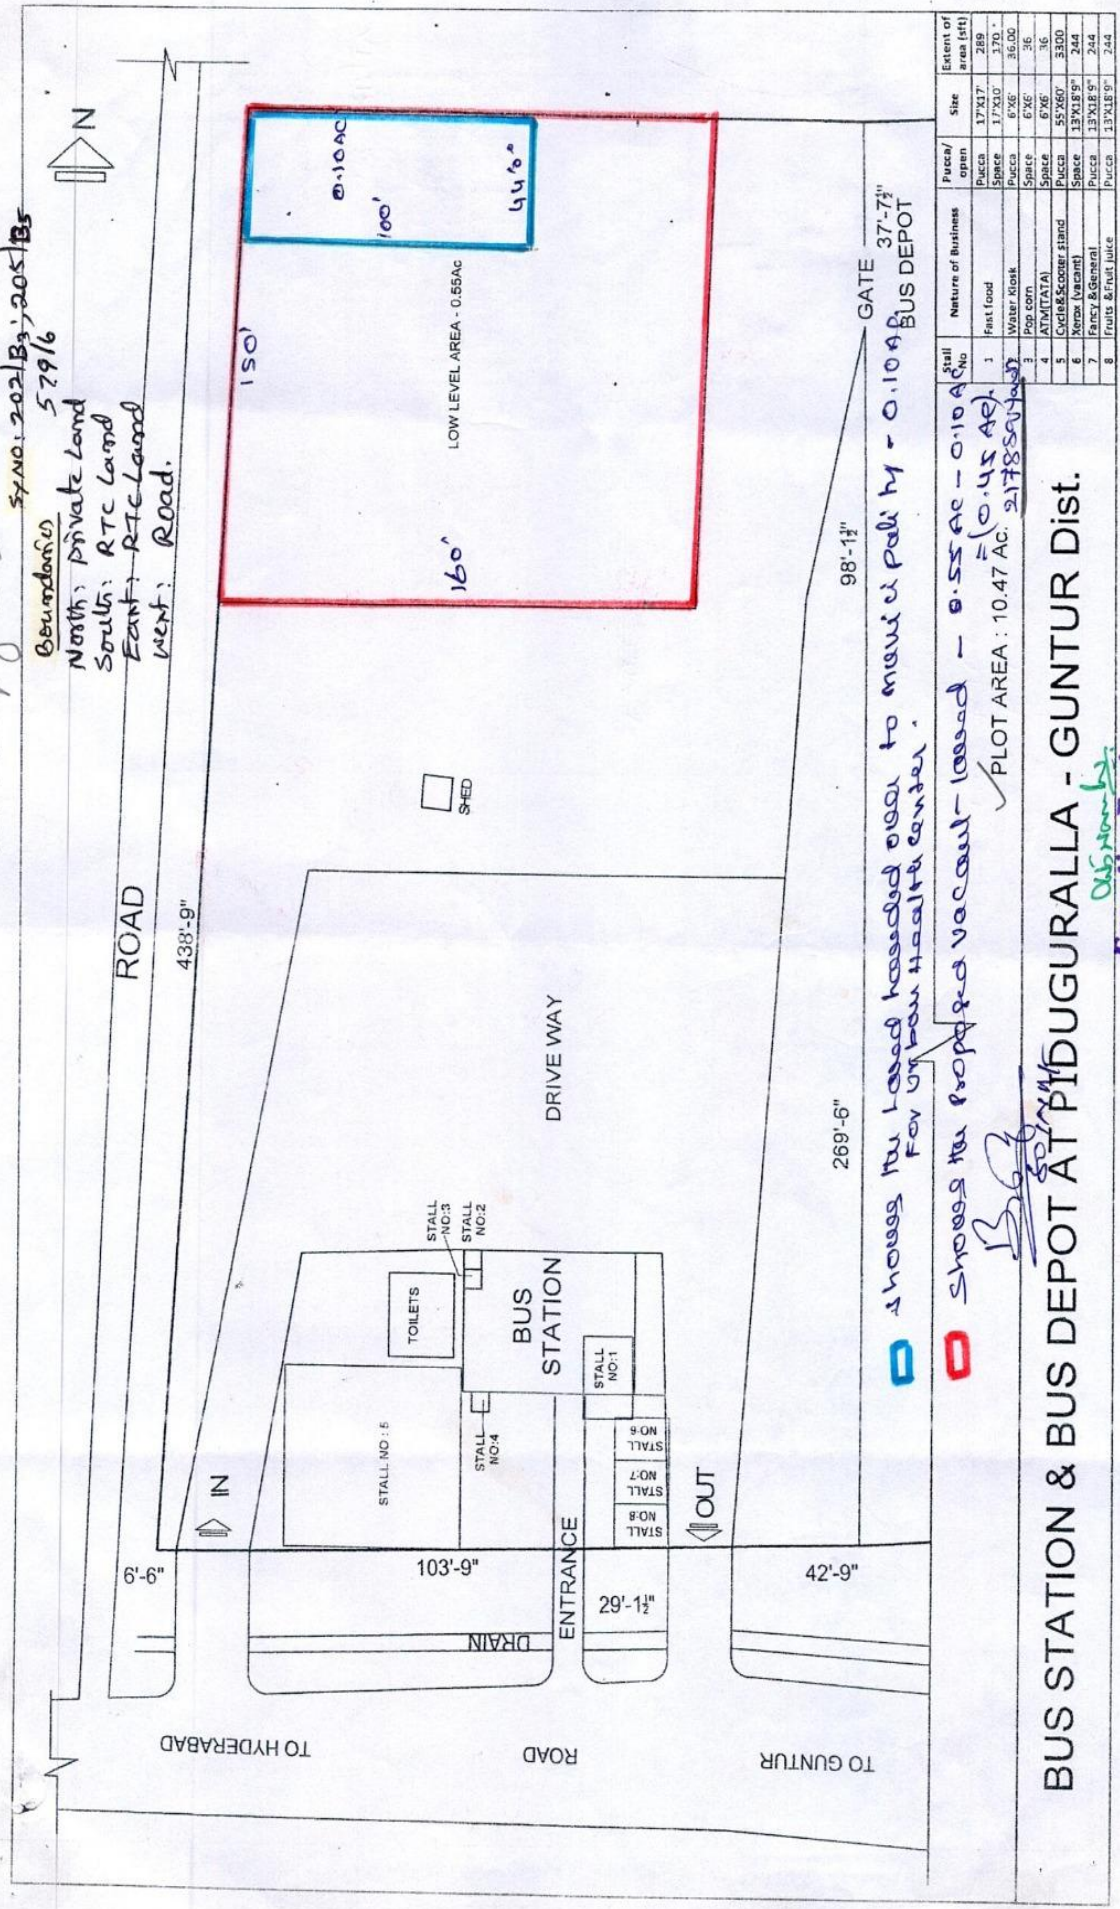 SY.NO: 202/B3; 205/B5
579/6
Boundaries
North: Private Land
South: RTC Land
East: RTC Land
West: Road.
N
ROAD
438'-9"
150'
0.10AC
100'
44'6"
LOW LEVEL AREA - 0.55Ac
160'
SHED
DRIVE WAY
IN
6'-6"
STALL NO : 5
TOILETS
STALL
NO:3
STALL
NO:2
BUS
STATION
STALL
NO:4
STALL
NO:1
STALL
NO:6
STALL
NO:7
STALL
NO:8
OUT
103'-9"
ENTRANCE
29'-1½"
42'-9"
DRAIN
TO HYDERABAD
ROAD
TO GUNTUR
269'-6"
98'-1½"
GATE
37'-7½"
BUS DEPOT
shows the Land handed over to municipality - 0.10 AC
For Urban Health center.
Shows the Proposed vacant land - 0.55 AC - 0.10 AC
= (0.45 AC)
2178 Sq.Yards
PLOT AREA : 10.47 Ac.
Stall No Nature of Business Pucca/ open Size Extent of area (sft)
1 Fast food Pucca 17'X17' 289
Space 17'X10' 170
2 Water Kiosk Pucca 6'X6' 36.00
3 Pop corn Space 6'X6' 36
4 ATM(TATA) Space 6'X6' 36
5 Cycle&Scooter stand Pucca 55'X60' 3300
6 Xerox (vacant) Space 13'X18'9" 244
7 Fancy &General Pucca 13'X18'9" 244
8 Fruits &Fruit juice Pucca 13'X18'9" 244
BUS STATION & BUS DEPOT AT PIDUGURALLA - GUNTUR Dist.